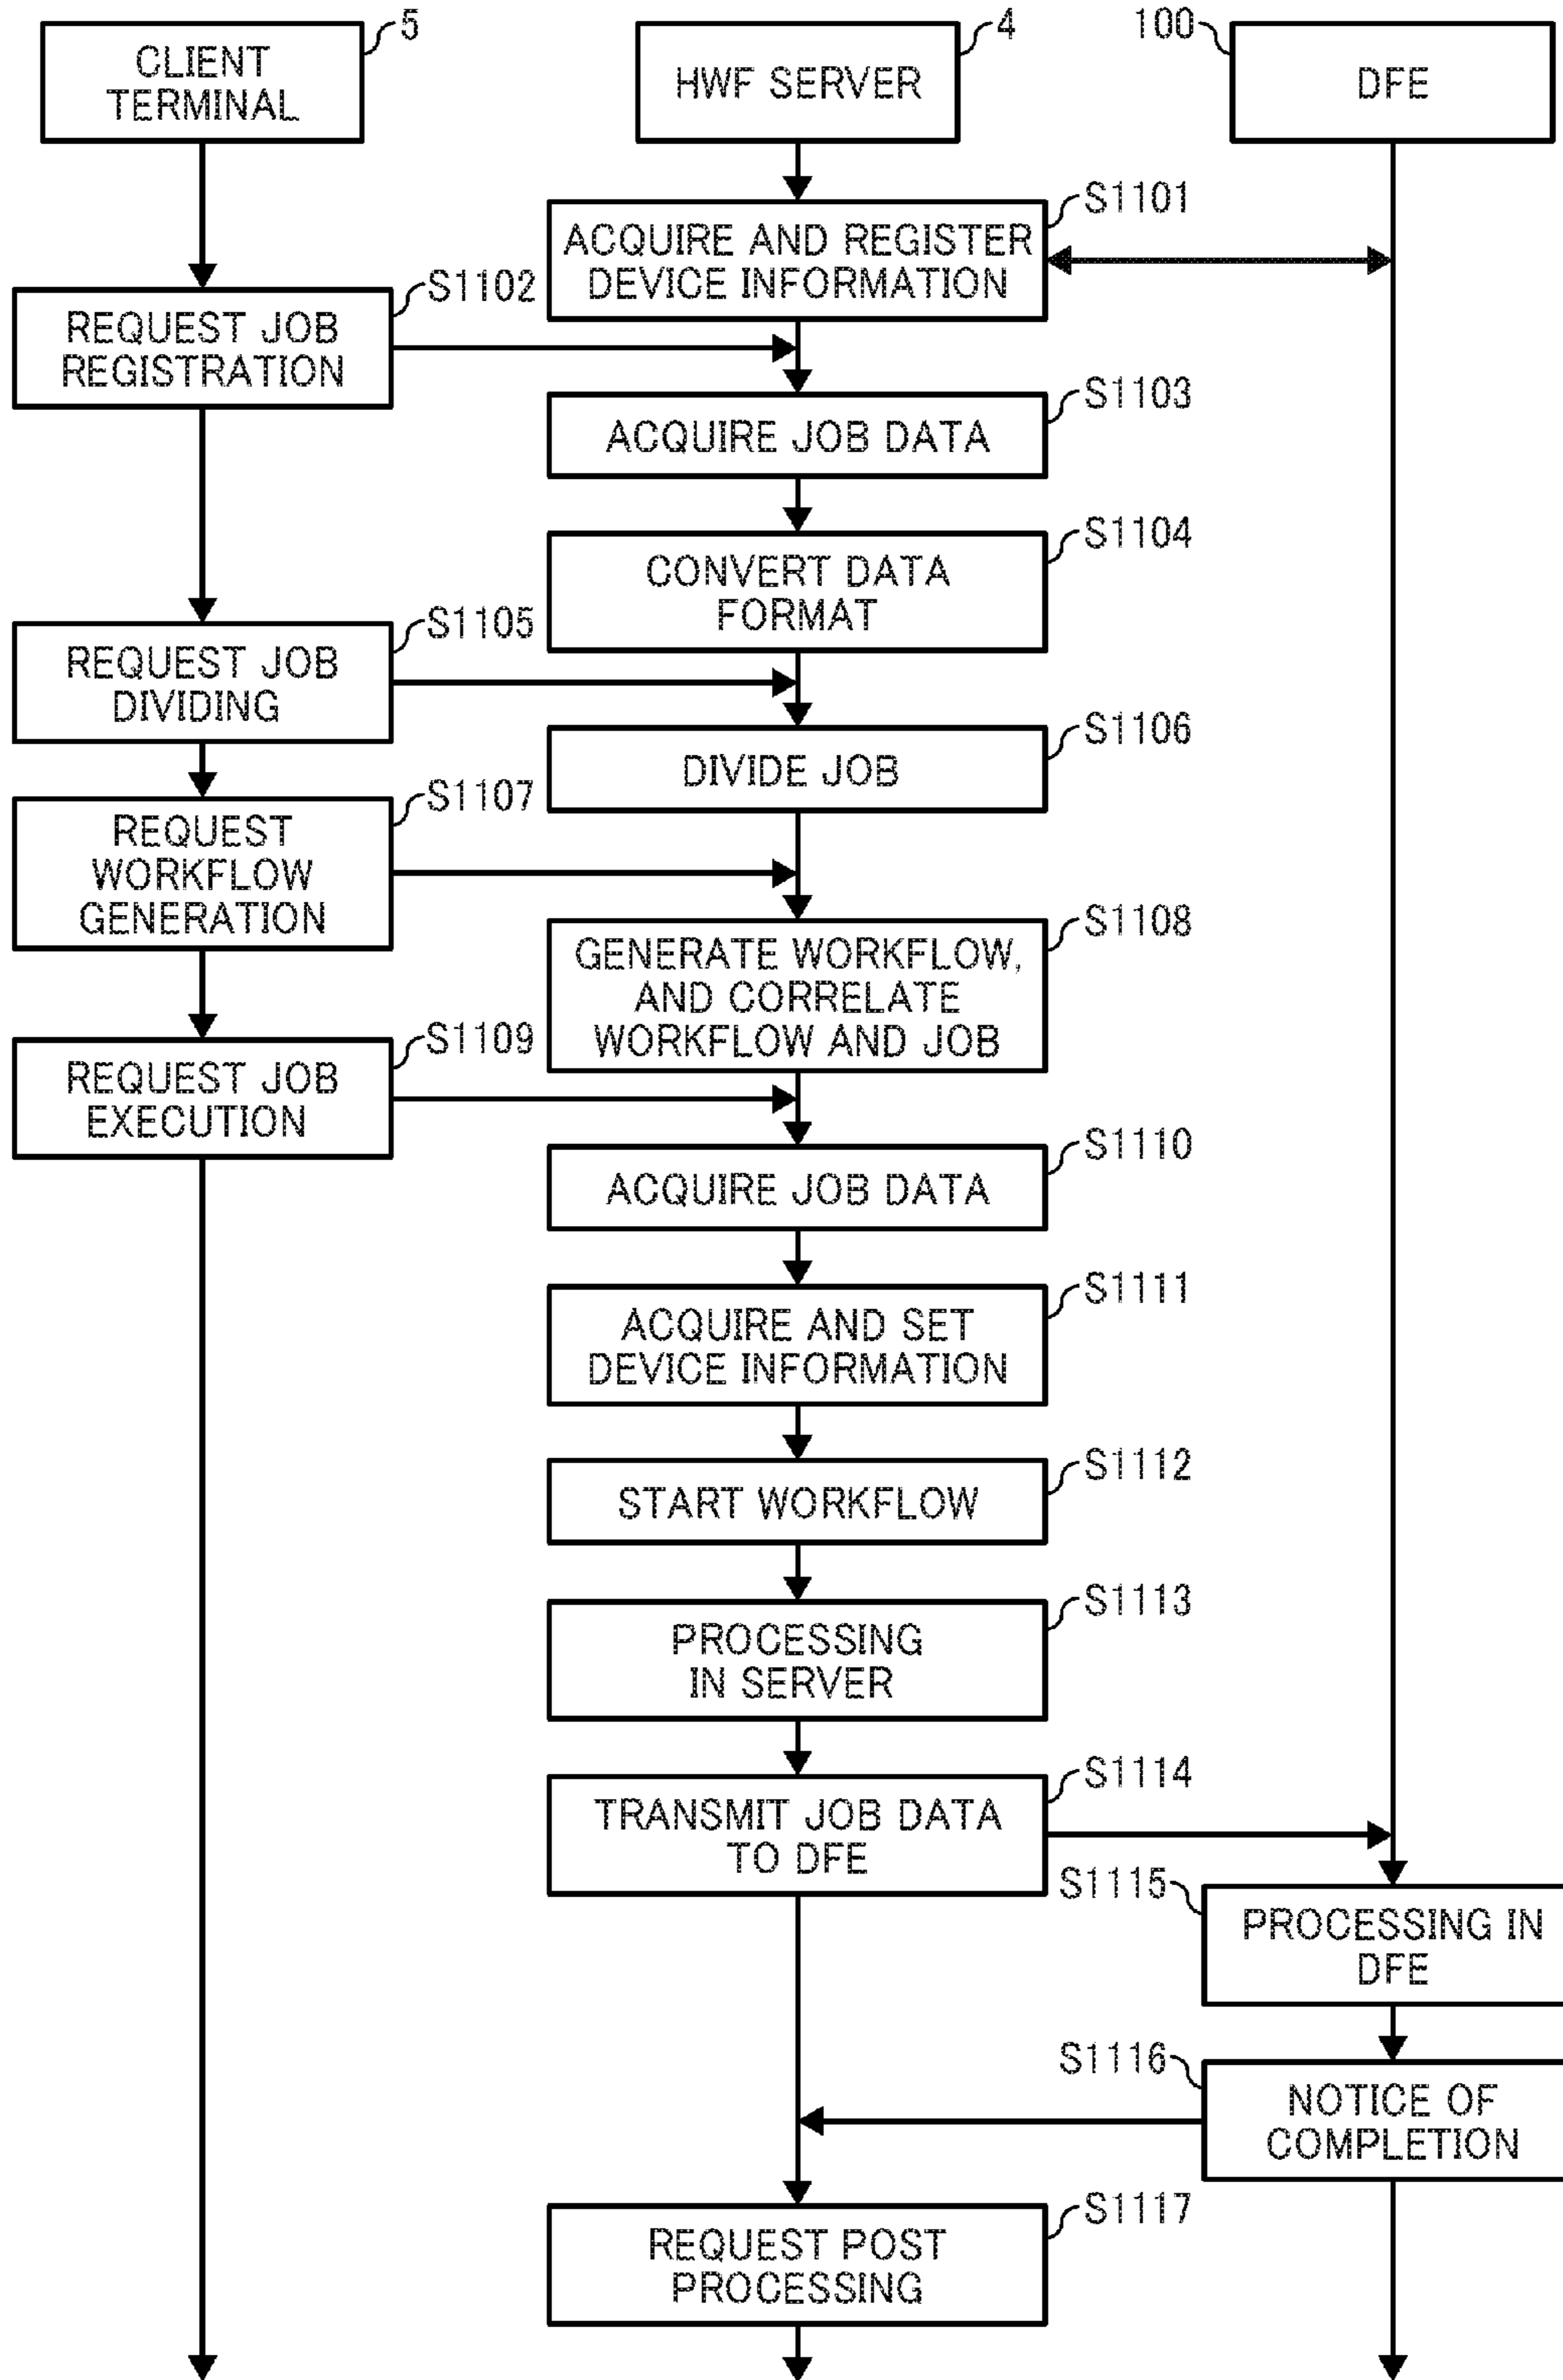 5
CLIENT
TERMINAL
4
HWF SERVER
100
DFE
S1101
ACQUIRE AND REGISTER
DEVICE INFORMATION
S1102
REQUEST JOB
REGISTRATION
S1103
ACQUIRE JOB DATA
S1104
CONVERT DATA
FORMAT
S1105
REQUEST JOB
DIVIDING
S1106
DIVIDE JOB
S1107
REQUEST
WORKFLOW
GENERATION
S1108
GENERATE WORKFLOW,
AND CORRELATE
WORKFLOW AND JOB
S1109
REQUEST JOB
EXECUTION
S1110
ACQUIRE JOB DATA
S1111
ACQUIRE AND SET
DEVICE INFORMATION
S1112
START WORKFLOW
S1113
PROCESSING
IN SERVER
S1114
TRANSMIT JOB DATA
TO DFE
S1115
PROCESSING IN
DFE
S1116
NOTICE OF
COMPLETION
S1117
REQUEST POST
PROCESSING